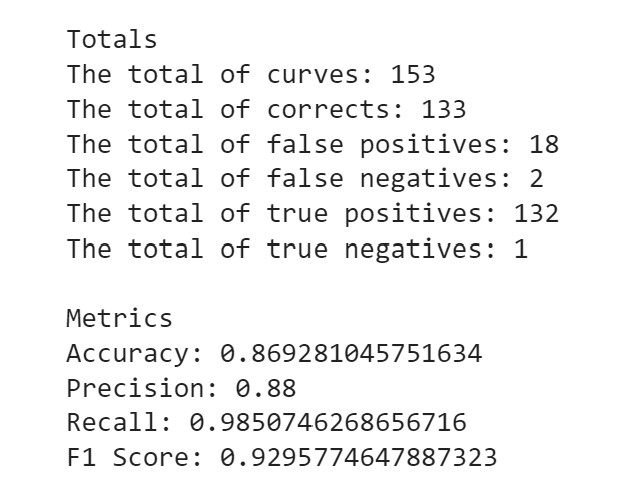 Totals
The total of curves: 153
The total of corrects: 133
The total of false positives: 18
The total of false negatives: 2
The total of true positives: 132
The total of true negatives: 1
Metrics
Accuracy: 0.869281045751634
Precision: 0.88
Recall: 0.9850746268656716
F1 Score: 0.9295774647887323